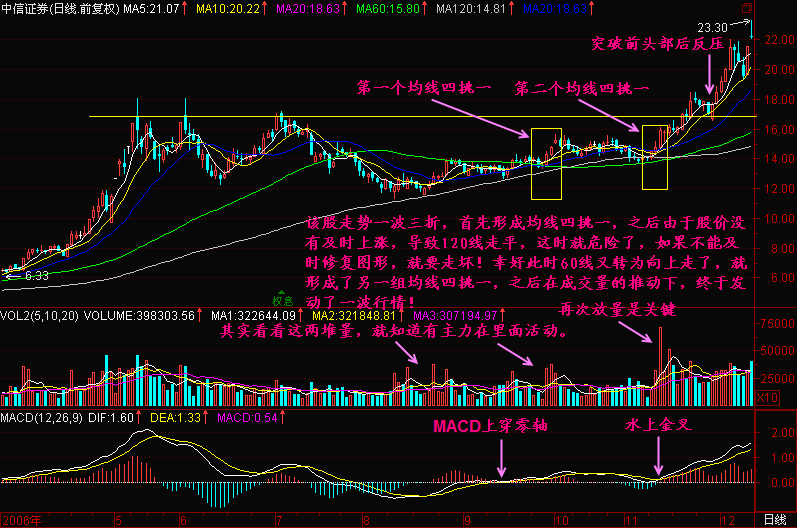 中信证券(日线.前复权) MA5:21.07↑ MA10:20.22↑ MA20:18.63↑ MA60:15.80↑ MA120:14.81↑ MA20:18.63↑
23.30
突破前头部后反压
22.00
20.00
第一个均线四挑一
第二个均线四挑一
18.00
16.00
14.00
12.00
该股走势一波三折，首先形成均线四挑一，之后由于股价没
有及时上涨，导致120线走平，这时就危险了，如果不能及
时修复图形，就要走坏！幸好此时60线又转为向上走了，就
形成了另一组均线四挑一，之后在成交量的推动下，终于发
动了一波行情！
10.00
8.00
6.00
6.33
权息
VOL2(5,10,20) VOLUME:398303.56↑ MA1:322644.09↑ MA2:321848.81↑ MA3:307194.97↑
再次放量是关键
其实看看这两堆量，就知道有主力在里面活动。
75000
50000
25000
X10
MACD(12,26,9) DIF:1.60↑ DEA:1.33↑ MACD:0.54↑
MACD上穿零轴
水上金叉
2.00
1.00
0.00
2006年 5 6 7 8 9 10 11 12 日线